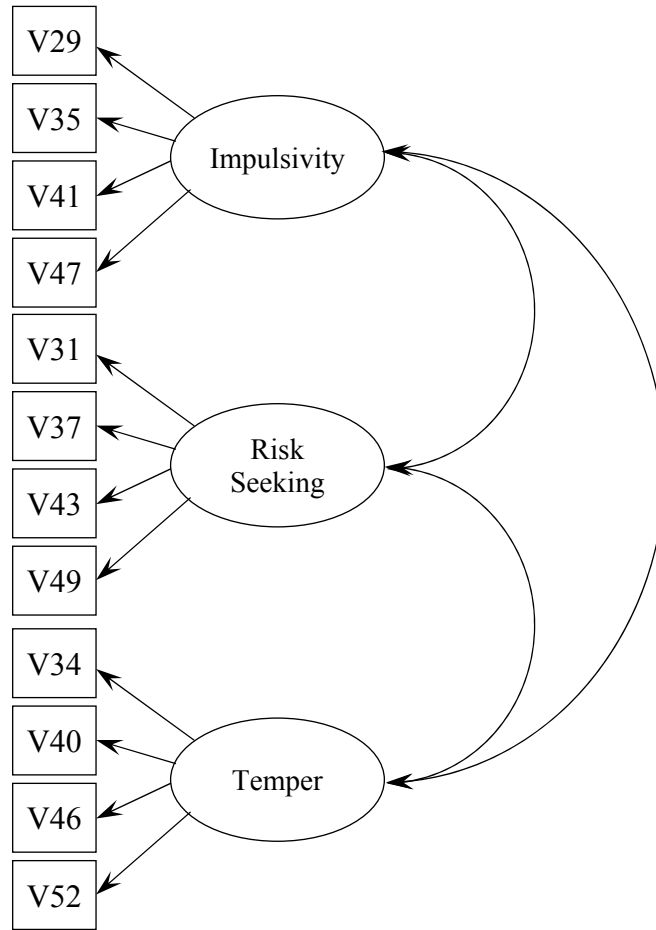 V29
V35
V41
V47
Impulsivity
V31
V37
V43
V49
Risk
Seeking
V34
V40
V46
V52
Temper